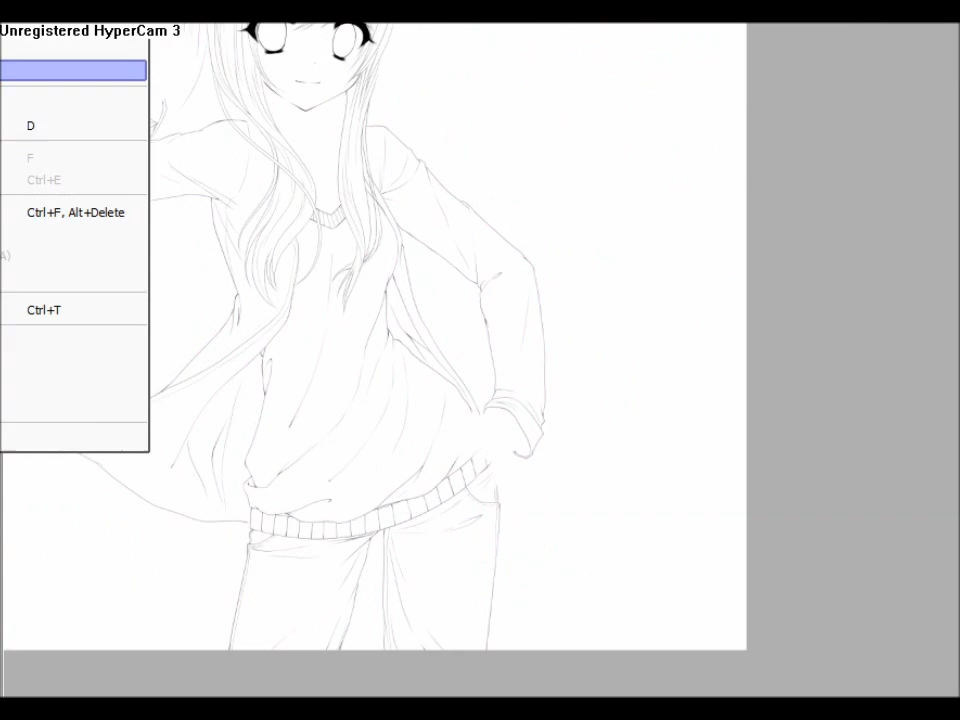 Unregistered HyperCam 3
D
F
Ctrl+E
Ctrl+F, Alt+Delete
A)
Ctrl+T